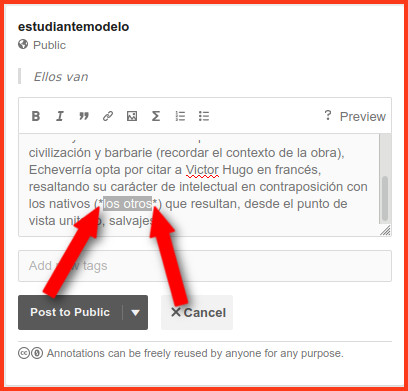 estudiantemodelo
Public
Ellos van
B I ” Σ ? Preview
civilización y barbarie (recordar el contexto de la obra),
Echeverría opta por citar a Victor Hugo en francés,
resaltando su carácter de intelectual en contraposición con
los nativos (*los otros*) que resultan, desde el punto de
vista unit o, salvajes
Add new tags
Post to Public Cancel
Annotations can be freely reused by anyone for any purpose.